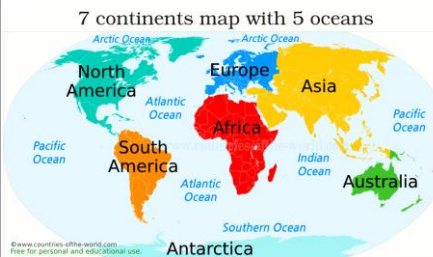 7 continents map with 5 oceans
Arctic Ocean
Arctic Ocean
North
America
Europe
Asia
Atlantic
Ocean
Pacific
Ocean
Africa
Pacific
Ocean
South
America
Indian
Ocean
Atlantic
Ocean
Australia
Southern Ocean
©www.countries-ofthe-world.com
Free for personal and educational use.
Antarctica